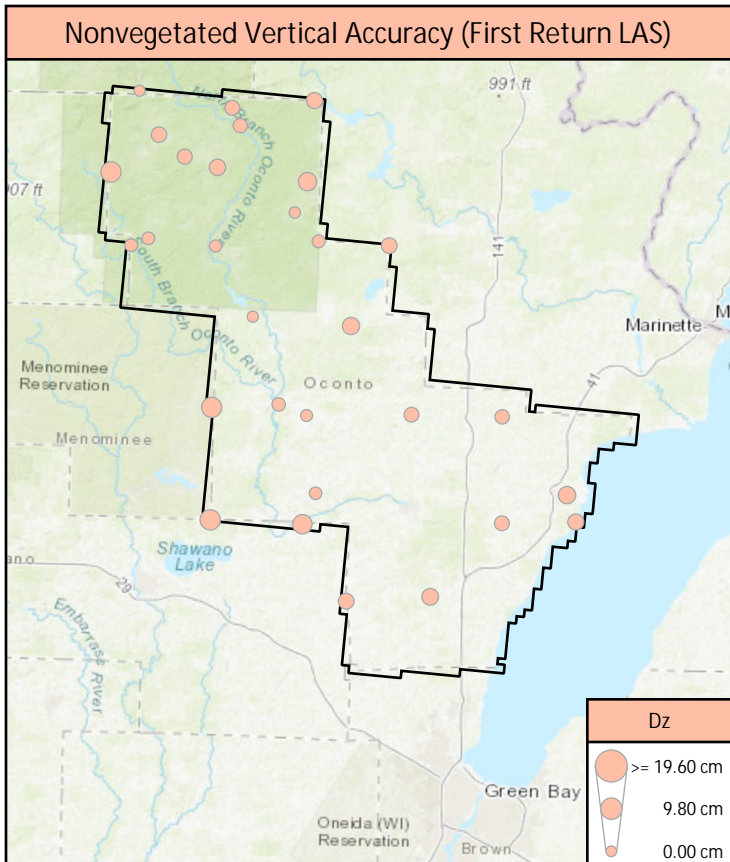 Nonvegetated Vertical Accuracy (First Return LAS)
991 ft
North Branch Oconto River
907 ft
141
South Branch
Oconto River
Marinette
M
Menominee
Reservation
Oconto
41
Menominee
Shawano
Lake
ano
29
Embarrass River
Dz
>= 19.60 cm
9.80 cm
0.00 cm
Green Bay
Oneida (WI)
Reservation
Brown